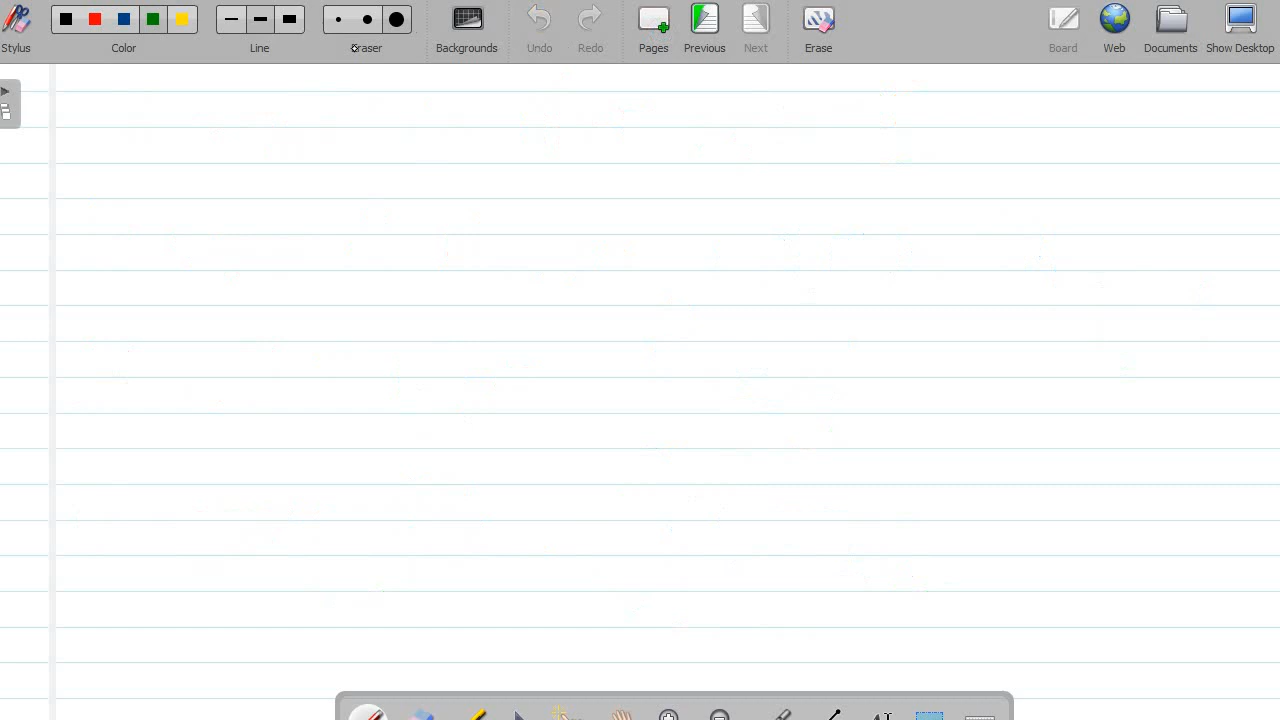 Stylus
Color
Line
Eraser
Backgrounds
Undo
Redo
Pages
Previous
Next
Erase
Board
Web
Documents
Show Desktop